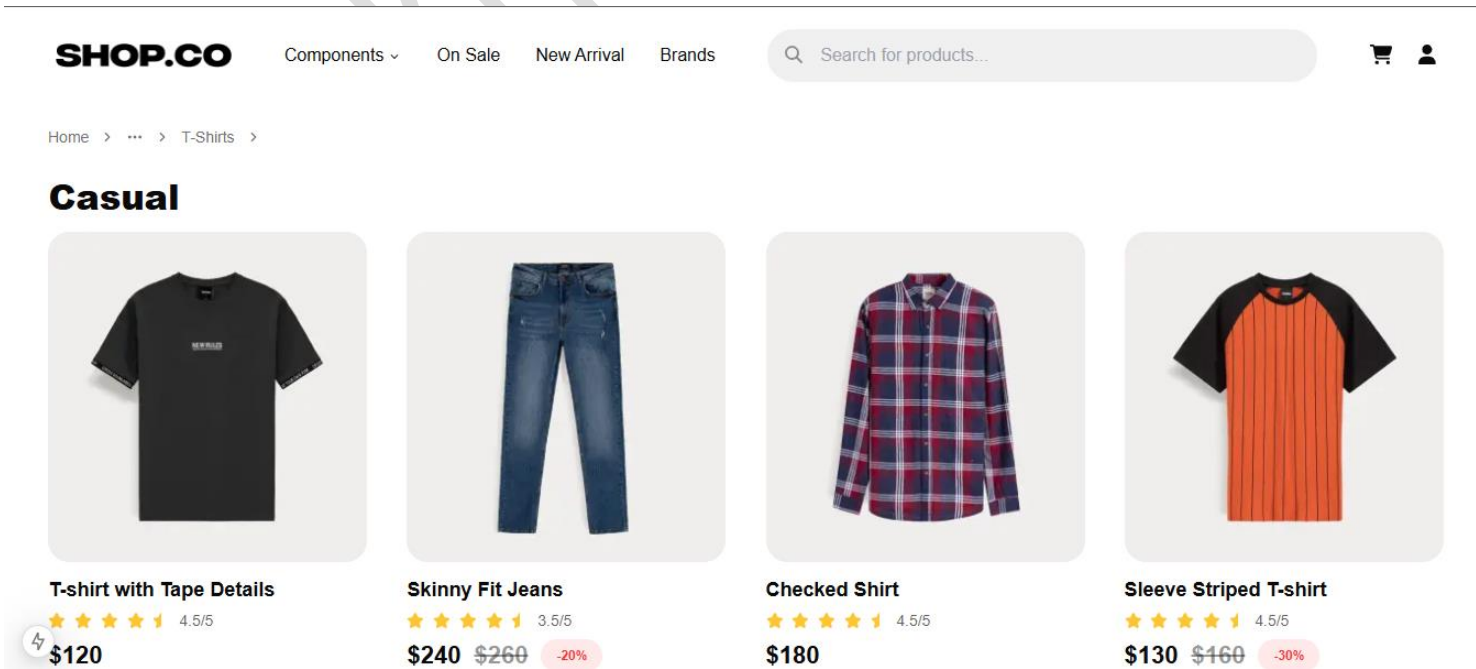 SHOP.CO Components On Sale New Arrival Brands Search for products...
Home > ... > T-Shirts >
Casual
NEW RULES
T-shirt with Tape Details
4.5/5
$120
Skinny Fit Jeans
3.5/5
$240 $260 -20%
Checked Shirt
4.5/5
$180
Sleeve Striped T-shirt
4.5/5
$130 $160 -30%